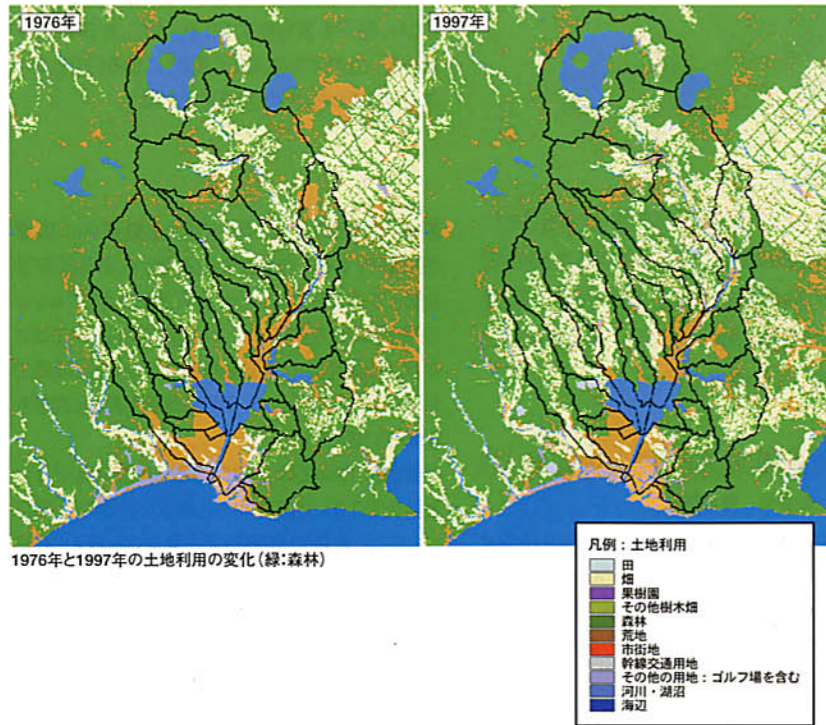 1976年
1997年
1976年と1997年の土地利用の変化(緑:森林)
凡例:土地利用
田
畑
果樹園
その他樹木畑
森林
荒地
市街地
幹線交通用地
その他の用地:ゴルフ場を含む
河川・湖沼
海辺